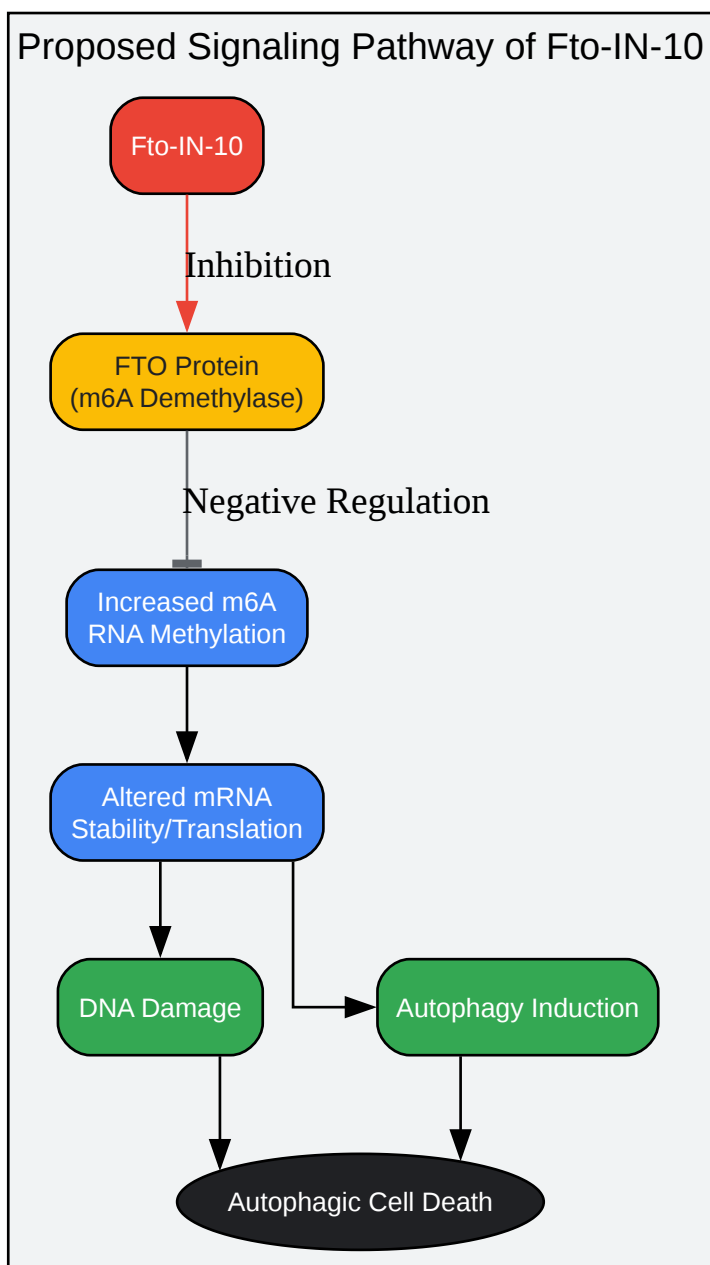 Proposed Signaling Pathway of Fto-IN-10
Fto-IN-10
Inhibition
FTO Protein
(m6A Demethylase)
Negative Regulation
Increased m6A
RNA Methylation
Altered mRNA
Stability/Translation
DNA Damage
Autophagy Induction
Autophagic Cell Death